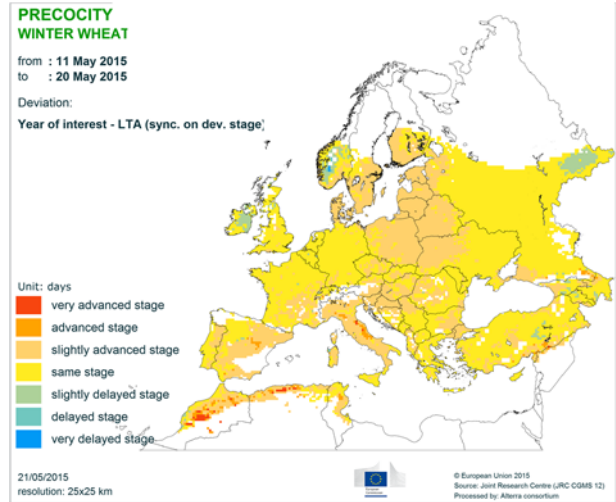 PRECOCITY
WINTER WHEAT
from : 11 May 2015
to : 20 May 2015
Deviation:
Year of interest - LTA (sync. on dev. stage)
Unit: days
very advanced stage
advanced stage
slightly advanced stage
same stage
slightly delayed stage
delayed stage
very delayed stage
21/05/2015
resolution: 25x25 km
© European Union 2015
Source: Joint Research Centre (JRC CGMS 12)
Processed by: Alterra consortium